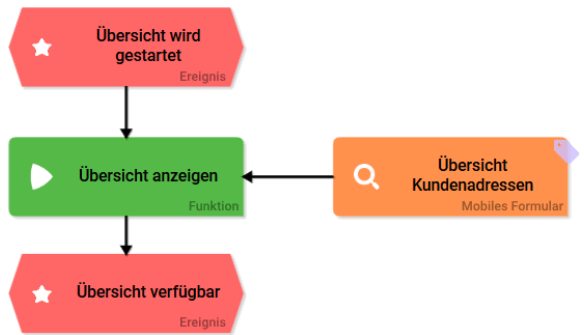 Übersicht wird
gestartet
Ereignis
Übersicht anzeigen
Funktion
Übersicht
Kundenadressen
Mobiles Formular
Übersicht verfügbar
Ereignis